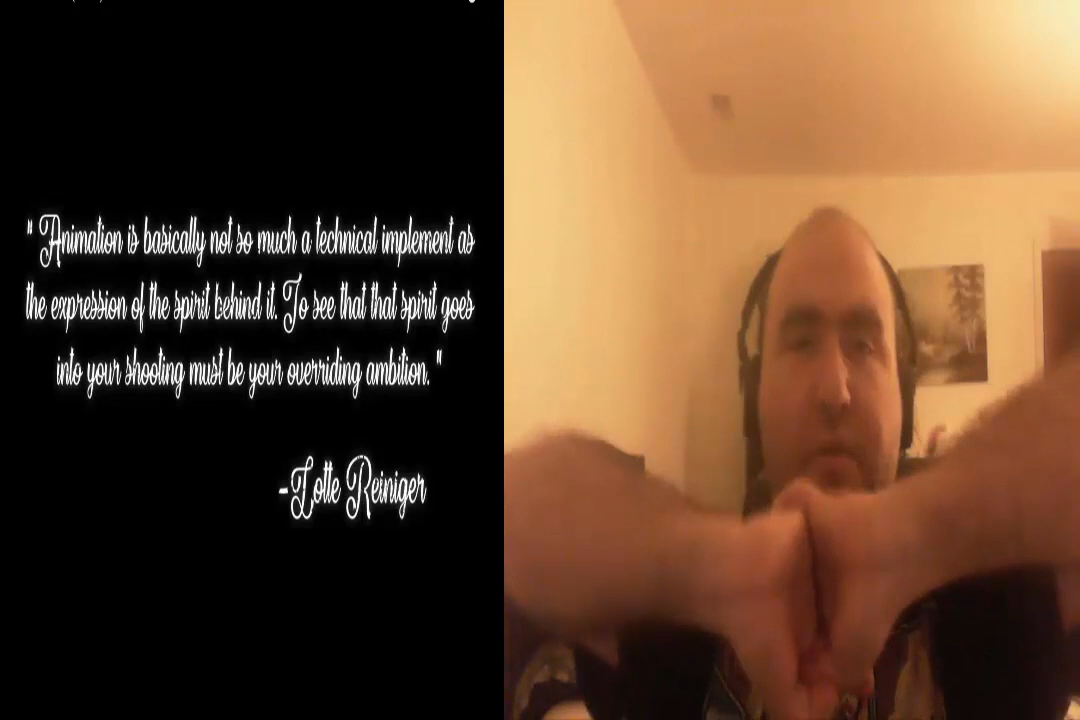 " Animation is basically not so much a technical implement as
the expression of the spirit behind it. To see that that spirit goes
into your shooting must be your overriding ambition. "
-Lotte Reiniger